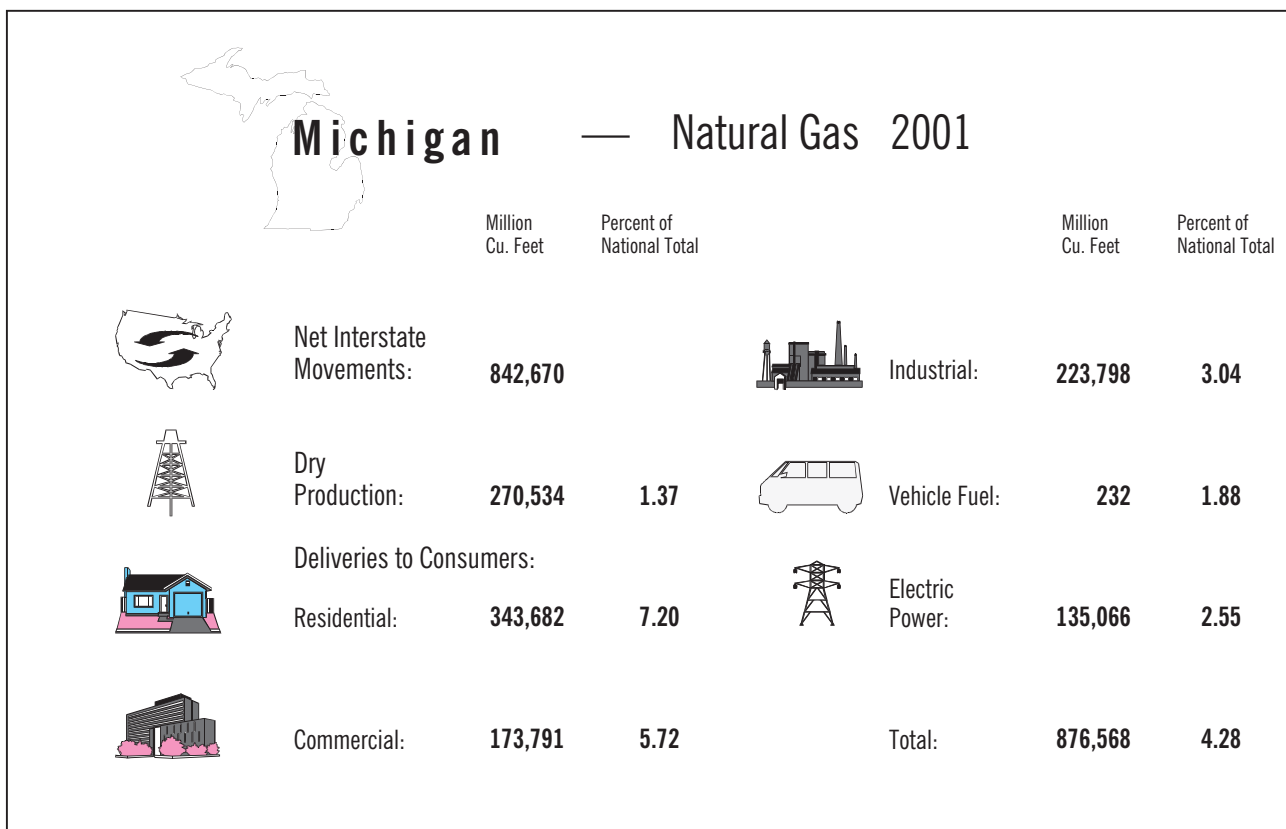 Michigan — Natural Gas 2001
Million Cu. Feet
Percent of National Total
Net Interstate
Movements: 842,670
Dry
Production: 270,534 1.37
Deliveries to Consumers:
Residential: 343,682 7.20
Commercial: 173,791 5.72
Million Cu. Feet
Percent of National Total
Industrial: 223,798 3.04
Vehicle Fuel: 232 1.88
Electric
Power: 135,066 2.55
Total: 876,568 4.28